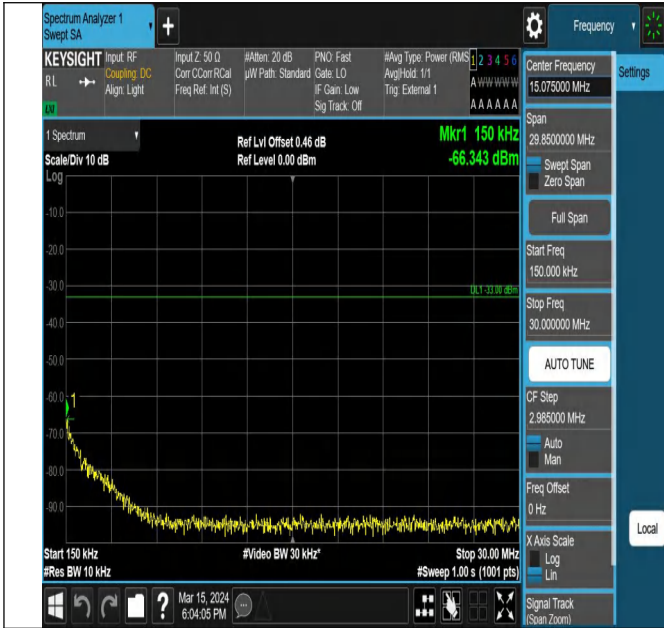 Spectrum Analyzer 1
Swept SA
+
Frequency
KEYSIGHT
RL
LXI
Input: RF
Coupling: DC
Align: Light
Input Z: 50 Ω
Corr CCorr RCal
Freq Ref: Int (S)
#Atten: 20 dB
µW Path: Standard
PNO: Fast
Gate: LO
IF Gain: Low
Sig Track: Off
#Avg Type: Power (RMS
Avg|Hold: 1/1
Trig: External 1
1 2 3 4 5 6
A W W W W W
A A A A A A
Center Frequency
15.075000 MHz
Settings
1 Spectrum
Scale/Div 10 dB
Log
Ref Lvl Offset 0.46 dB
Ref Level 0.00 dBm
Mkr1 150 kHz
-66.343 dBm
-10.0
-20.0
-30.0
DL1 -33.00 dBm
-40.0
-50.0
-60.0
1
-70.0
-80.0
-90.0
Start 150 kHz
#Res BW 10 kHz
#Video BW 30 kHz*
Stop 30.00 MHz
#Sweep 1.00 s (1001 pts)
Span
29.8500000 MHz
Swept Span
Zero Span
Full Span
Start Freq
150.000 kHz
Stop Freq
30.000000 MHz
AUTO TUNE
CF Step
2.985000 MHz
Auto
Man
Freq Offset
0 Hz
X Axis Scale
Log
Lin
Local
Signal Track
(Span Zoom)
?
Mar 15, 2024
6:04:05 PM